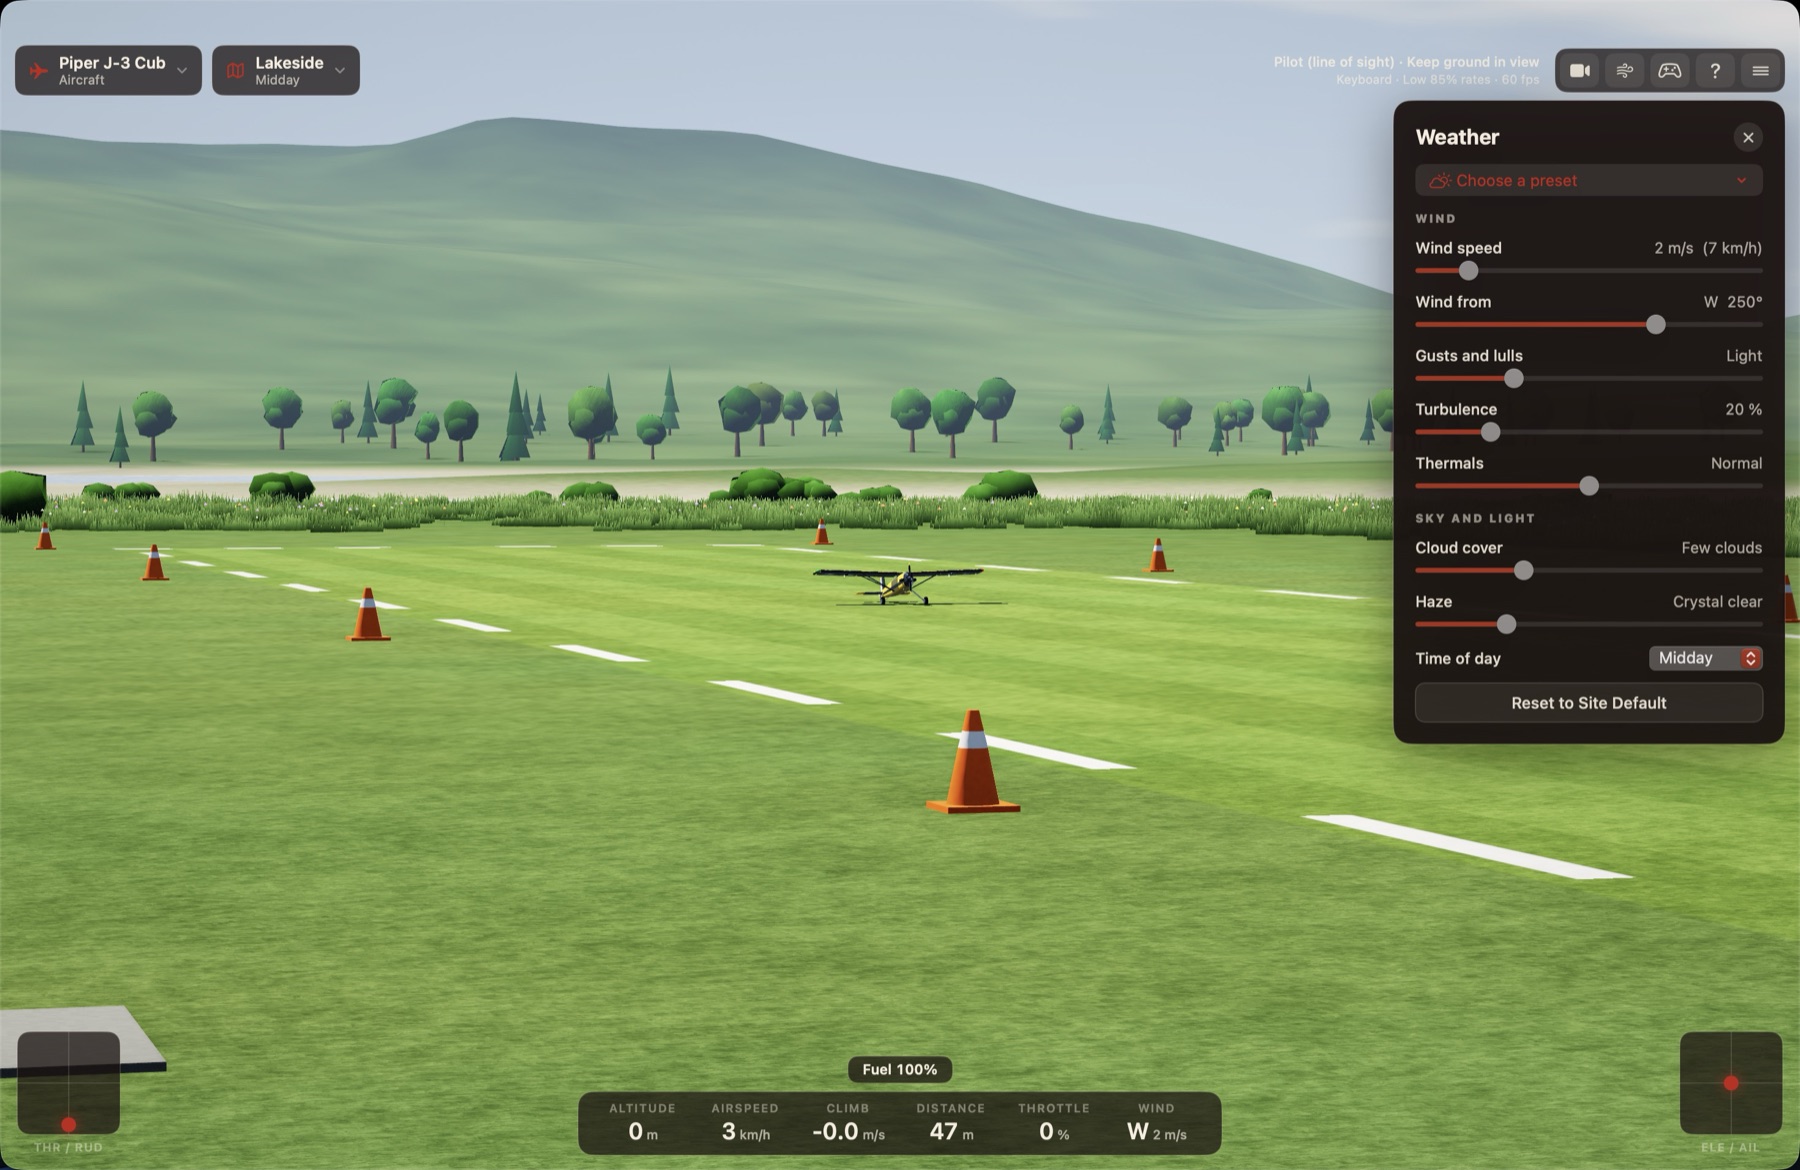 Piper J-3 Cub
Aircraft
Lakeside
Midday
Pilot (line of sight) · Keep ground in view
Keyboard · Low 85% rates · 60 fps
?
Weather
Choose a preset
WIND
Wind speed 2 m/s (7 km/h)
Wind from W 250°
Gusts and lulls Light
Turbulence 20 %
Thermals Normal
SKY AND LIGHT
Cloud cover Few clouds
Haze Crystal clear
Time of day Midday
Reset to Site Default
Fuel 100%
ALTITUDE AIRSPEED CLIMB DISTANCE THROTTLE WIND
0 m 3 km/h -0.0 m/s 47 m 0 % W 2 m/s
THR / RUD
ELE / AIL